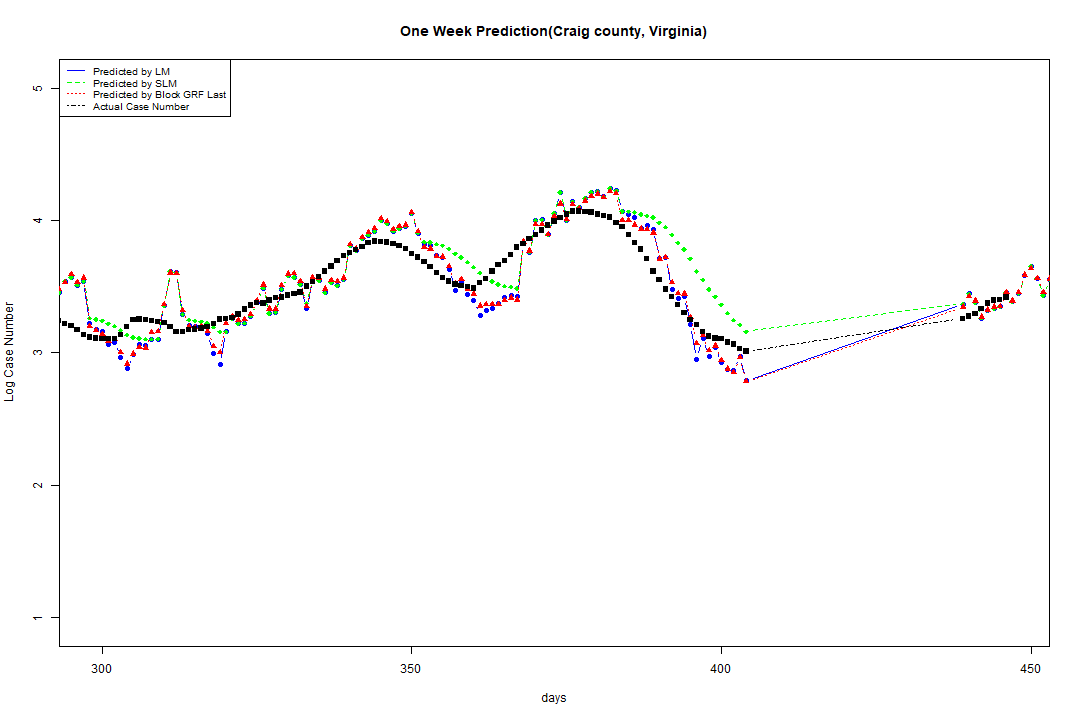 One Week Prediction(Craig county, Virginia)
Predicted by LM
Predicted by SLM
Predicted by Block GRF Last
Actual Case Number
5
4
3
2
1
Log Case Number
300
350
400
450
days